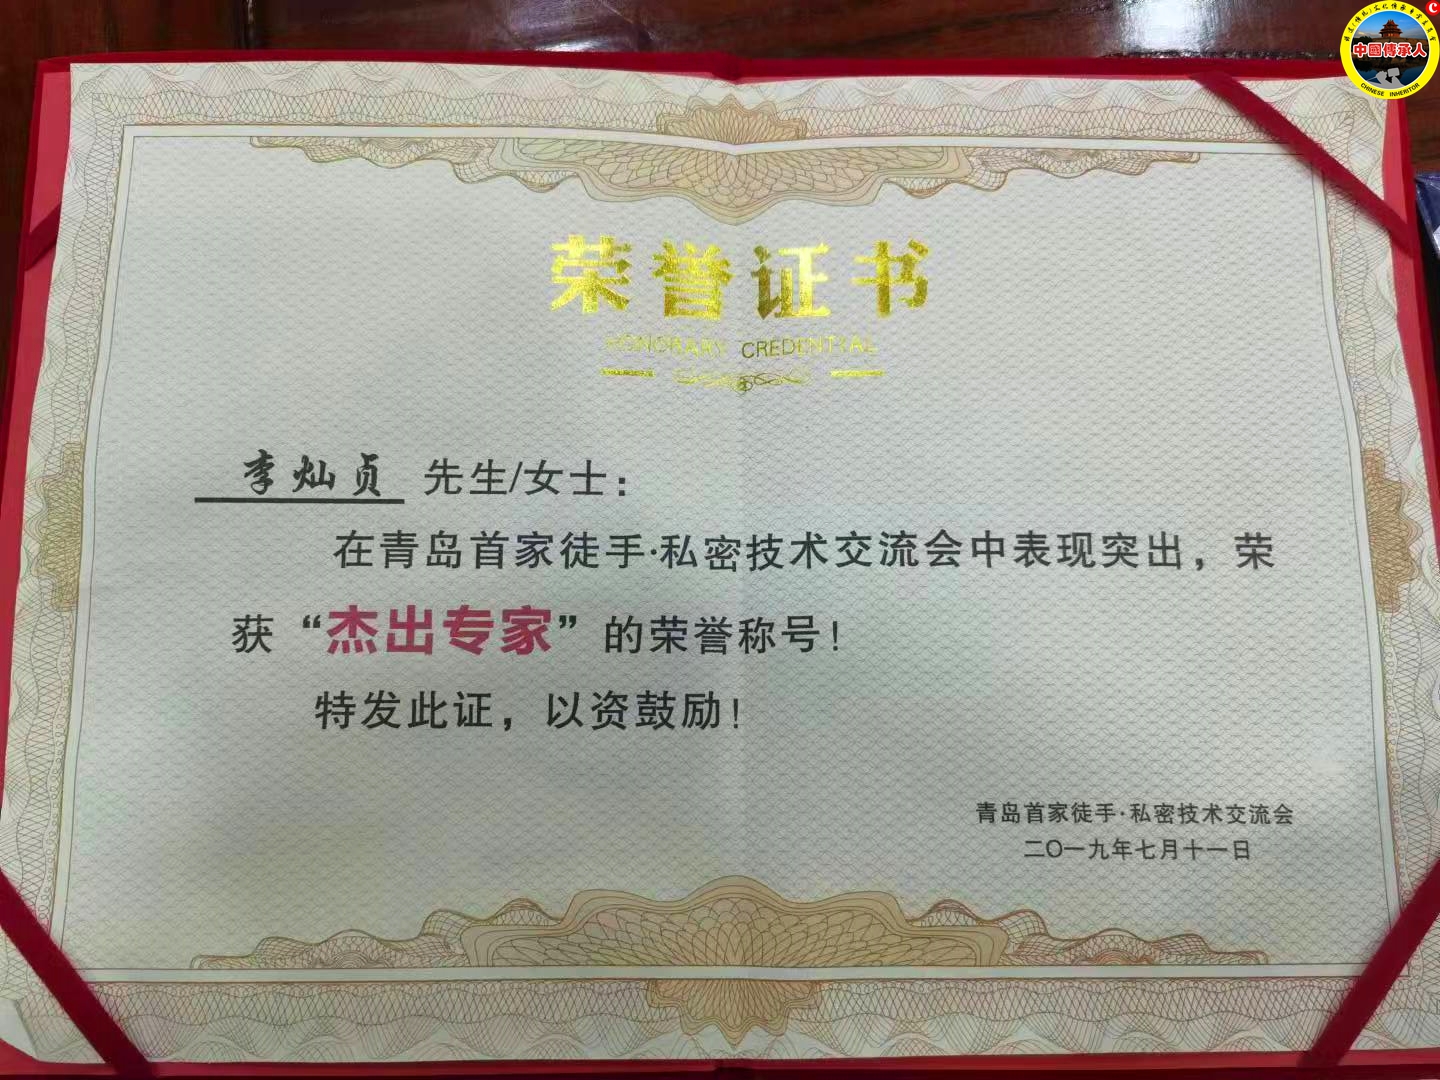 中國傳承人
CHINESE INHERITOR
荣誉证书
HONORARY CREDENTIAL
李灿贞 先生/女士：
在青岛首家徒手·私密技术交流会中表现突出，荣
获“杰出专家”的荣誉称号！
特发此证，以资鼓励！
青岛首家徒手·私密技术交流会
二〇一九年七月十一日